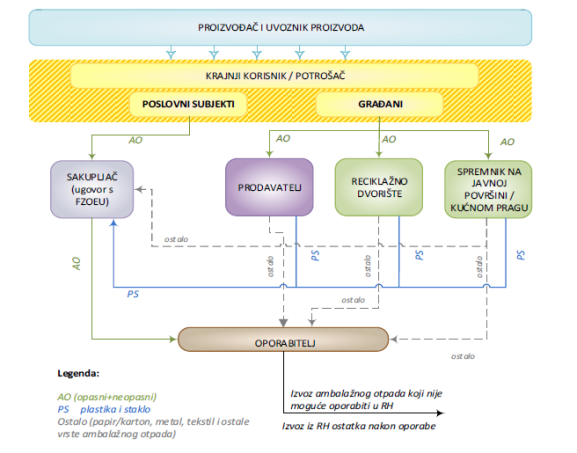 PROIZVOĐAČ I UVOZNIK PROIZVODA
KRAJNJI KORISNIK / POTROŠAČ
POSLOVNI SUBJEKTI
GRAĐANI
AO
AO
AO
AO
SAKUPLJAČ
(ugovor s
FZOEU)
PRODAVATELJ
RECIKLAŽNO
DVORIŠTE
SPREMNIK NA
JAVNOJ
POVRŠINI /
KUĆNOM PRAGU
ostalo
AO
ostalo
PS
ostalo
PS
ostalo
PS
PS
ostalo
OPORABITELJ
ostalo
Legenda:
AO (opasni+neopasni)
PS plastika i staklo
Ostalo (papir/karton, metal, tekstil i ostale
vrste ambalažnog otpada)
Izvoz ambalažnog otpada koji nije
moguće oporabiti u RH
Izvoz iz RH ostatka nakon oporabe